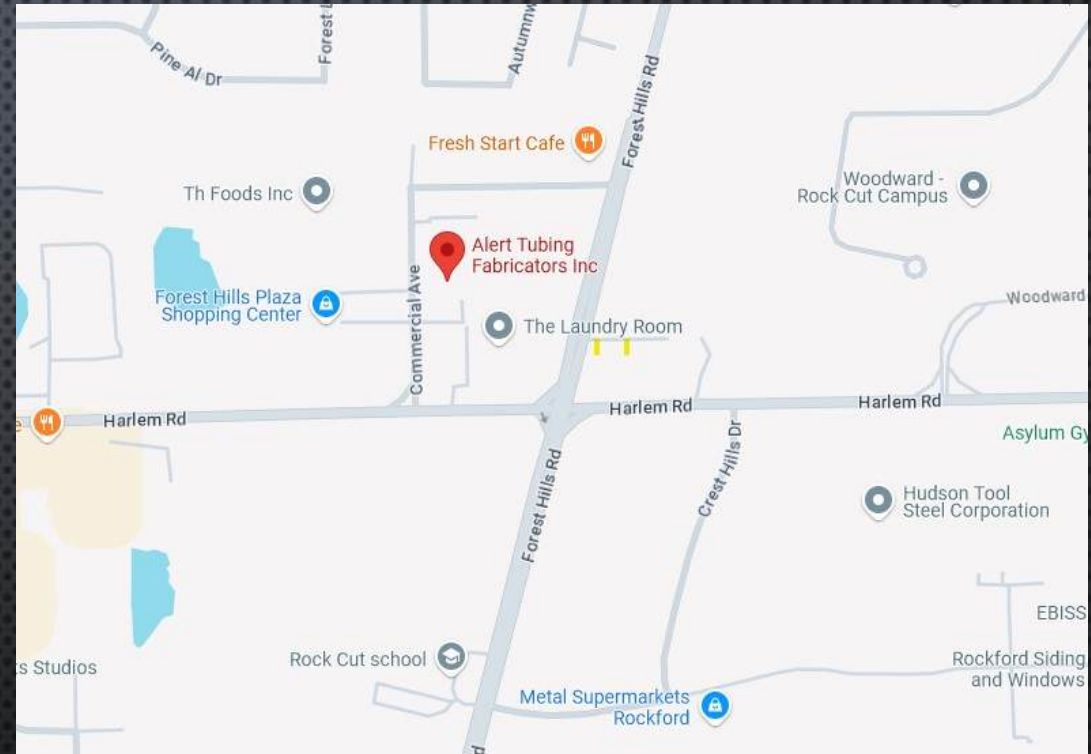 Pine Al Dr
Forest
Autumnw
Forest Hills Rd
Fresh Start Cafe
Th Foods Inc
Woodward -
Rock Cut Campus
Alert Tubing
Fabricators Inc
Forest Hills Plaza
Shopping Center
Commercial Ave
The Laundry Room
Woodward
Harlem Rd
Harlem Rd
Harlem Rd
Asylum Gy
Crest Hills Dr
Forest Hills Rd
Hudson Tool
Steel Corporation
EBISS
Rock Cut school
ts Studios
Rockford Siding
and Windows
Metal Supermarkets
Rockford